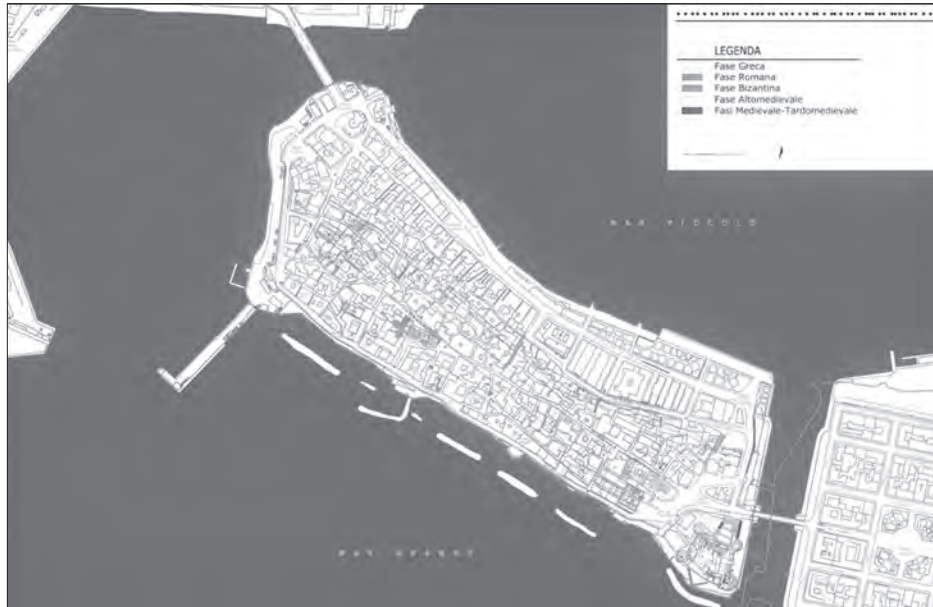 LEGENDA
Fase Greca
Fase Romana
Fase Bizantina
Fase Altomedievale
Fasi Medievale-Tardomedievale
MAR PICCOLO
MAR GRANDE